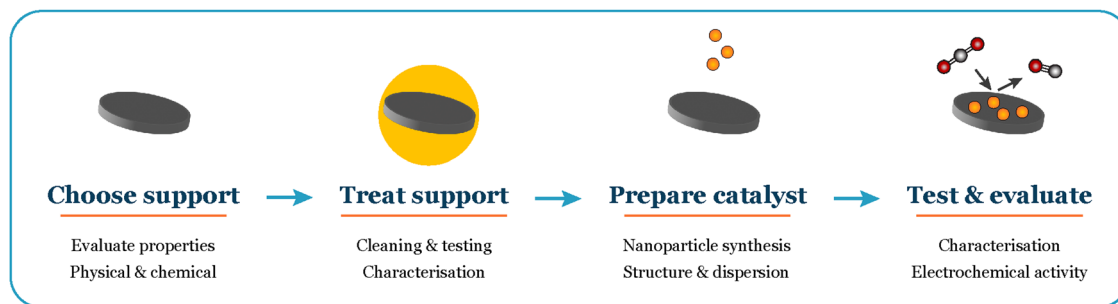 Choose support
Treat support
Prepare catalyst
Test & evaluate
Evaluate properties
Physical & chemical
Cleaning & testing
Characterisation
Nanoparticle synthesis
Structure & dispersion
Characterisation
Electrochemical activity